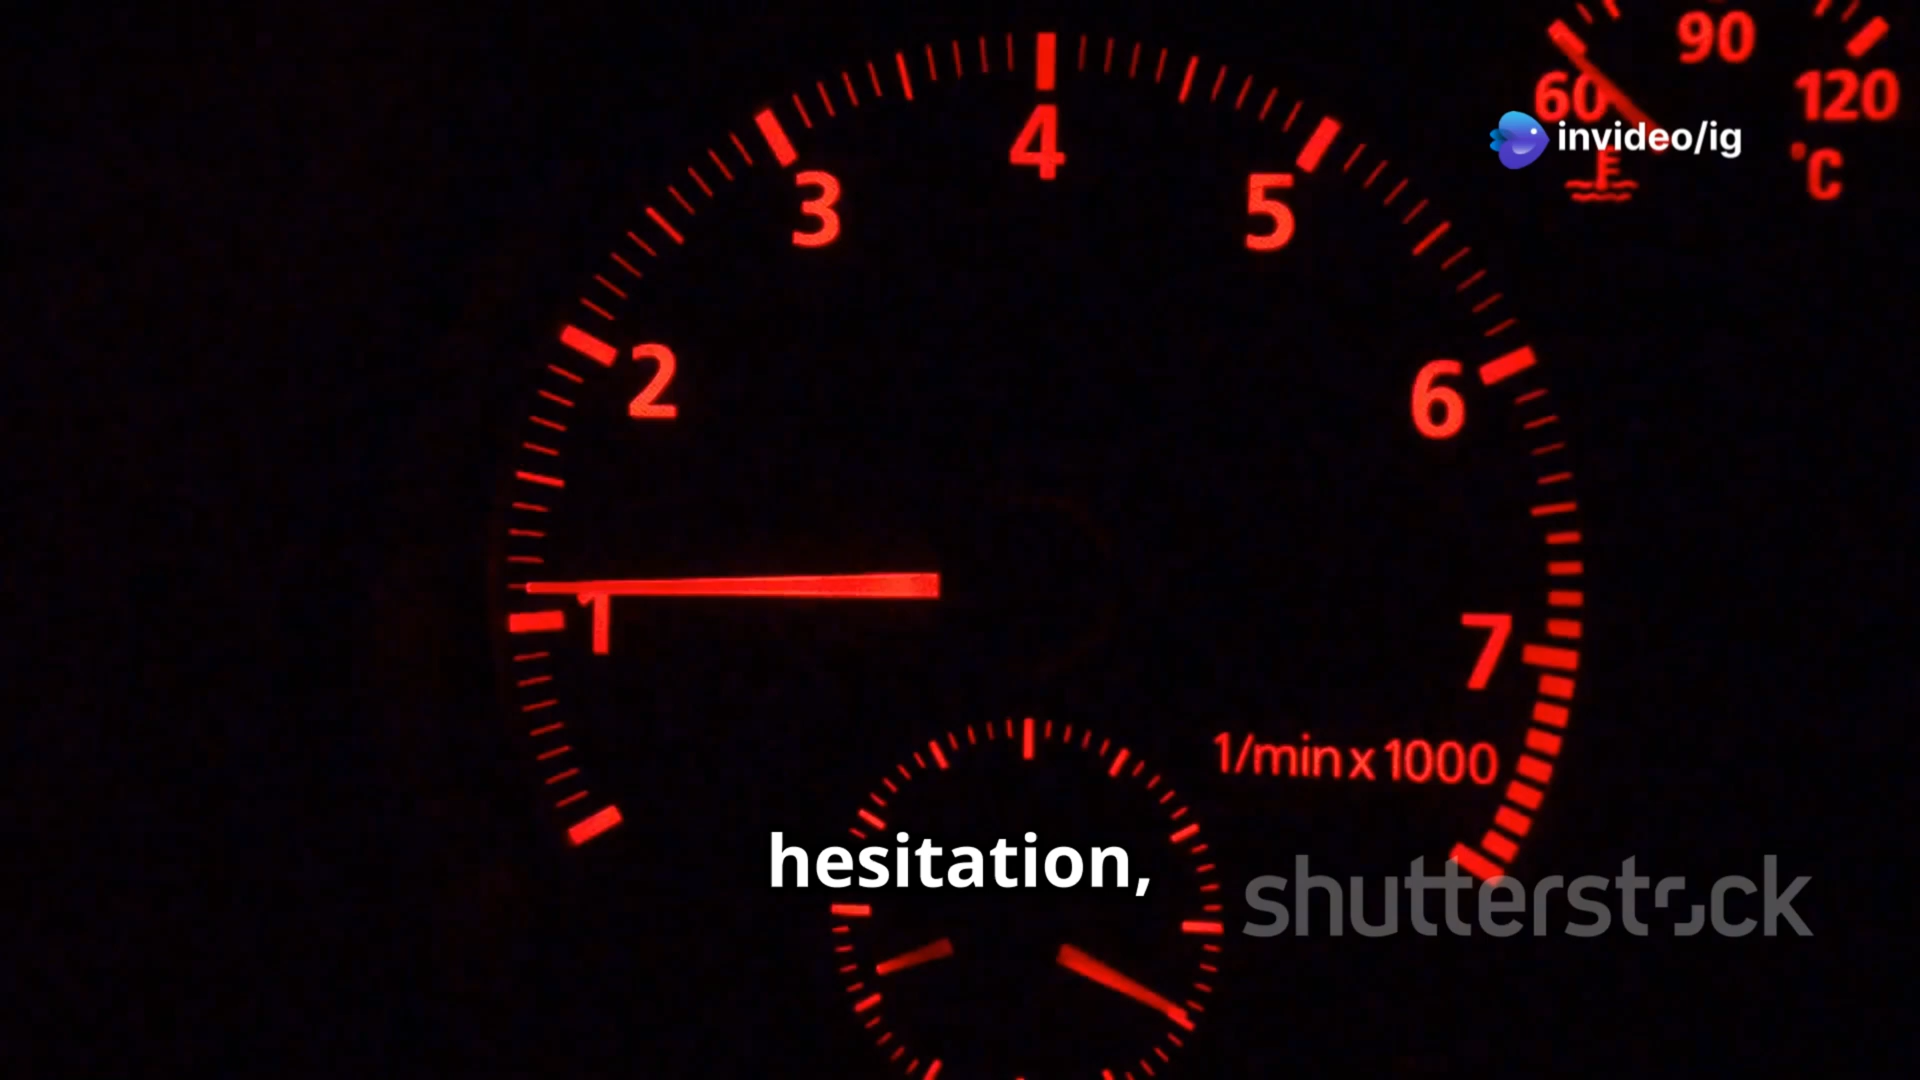 90
60
120
invideo/ig
°C
4
3
5
2
6
1
7
1/min x 1000
hesitation,
shutterstock